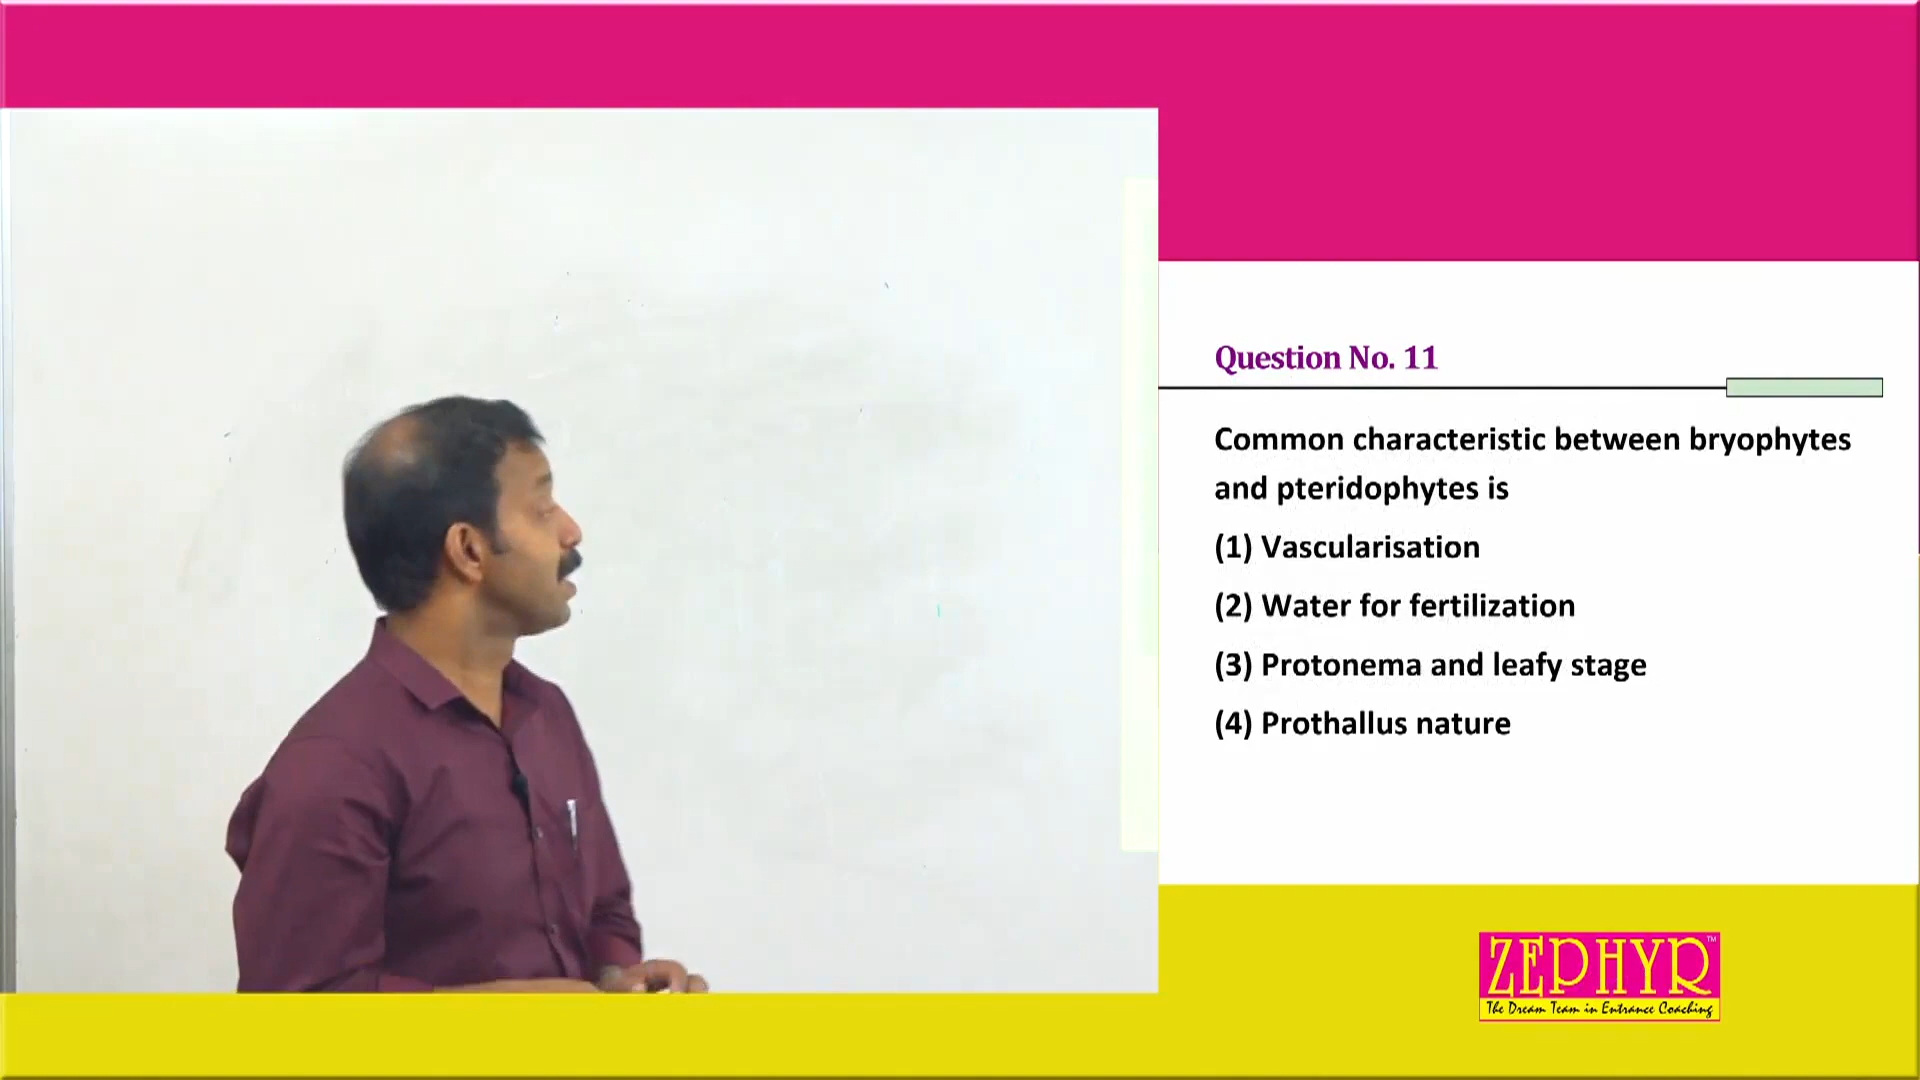 Question No. 11
Common characteristic between bryophytes
and pteridophytes is
(1) Vascularisation
(2) Water for fertilization
(3) Protonema and leafy stage
(4) Prothallus nature
ZEPHYR™
The Dream Team in Entrance Coaching